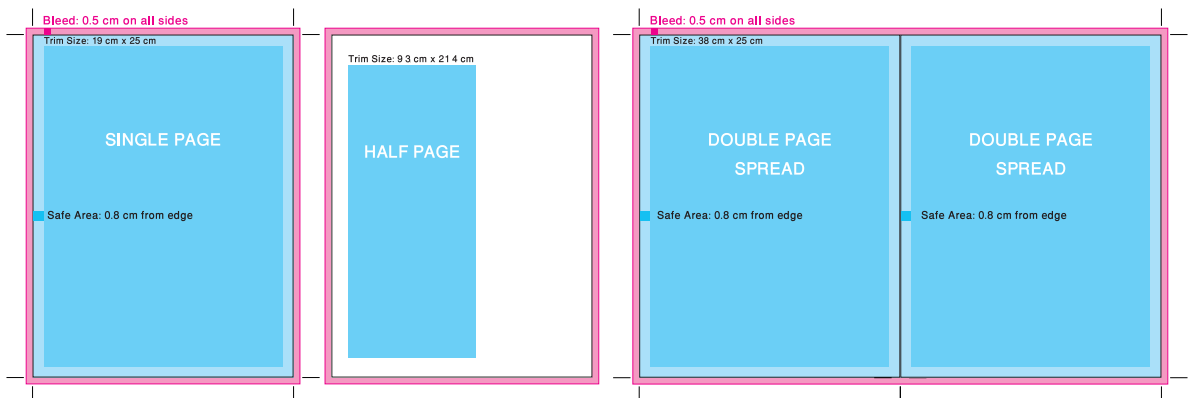 Bleed: 0.5 cm on all sides
Trim Size: 19 cm x 25 cm
SINGLE PAGE
Safe Area: 0.8 cm from edge
Trim Size: 9 3 cm x 21 4 cm
HALF PAGE
Bleed: 0.5 cm on all sides
Trim Size: 38 cm x 25 cm
DOUBLE PAGE
SPREAD
Safe Area: 0.8 cm from edge
DOUBLE PAGE
SPREAD
Safe Area: 0.8 cm from edge